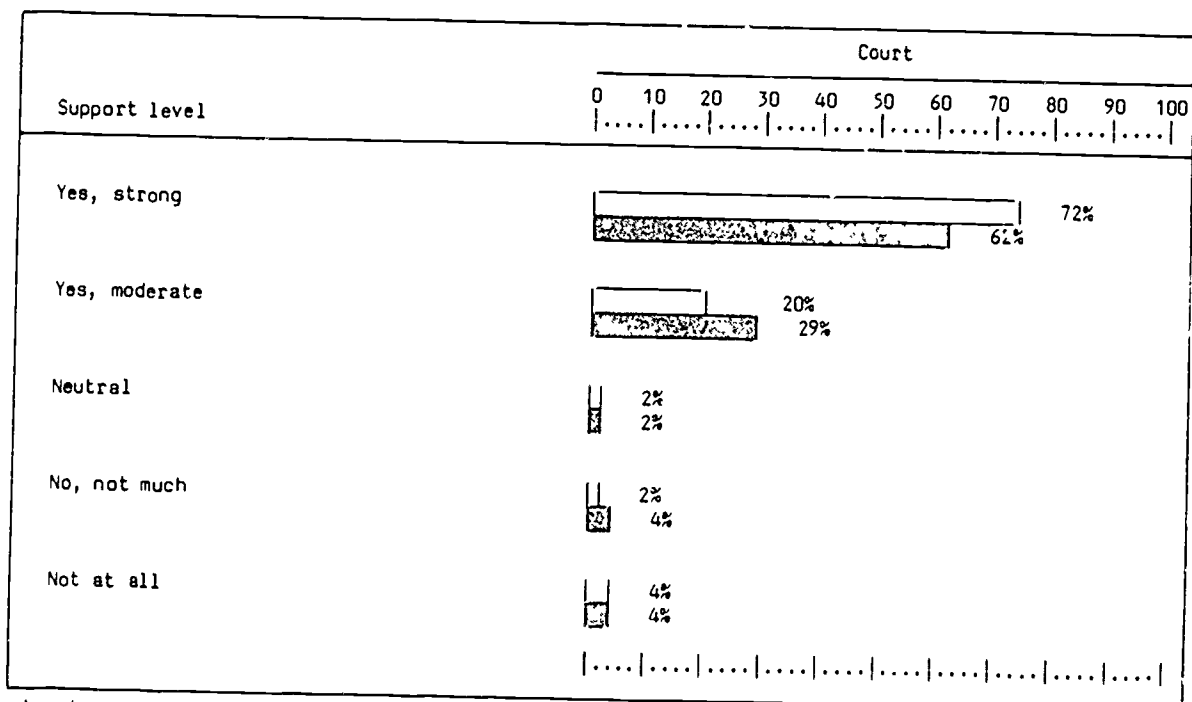 Court
Support level
0 10 20 30 40 50 60 70 80 90 100
Yes, strong
72%
Yes, moderate
20%
29%
Neutral
2%
2%
No, not much
2%
4%
Not at all
4%
4%